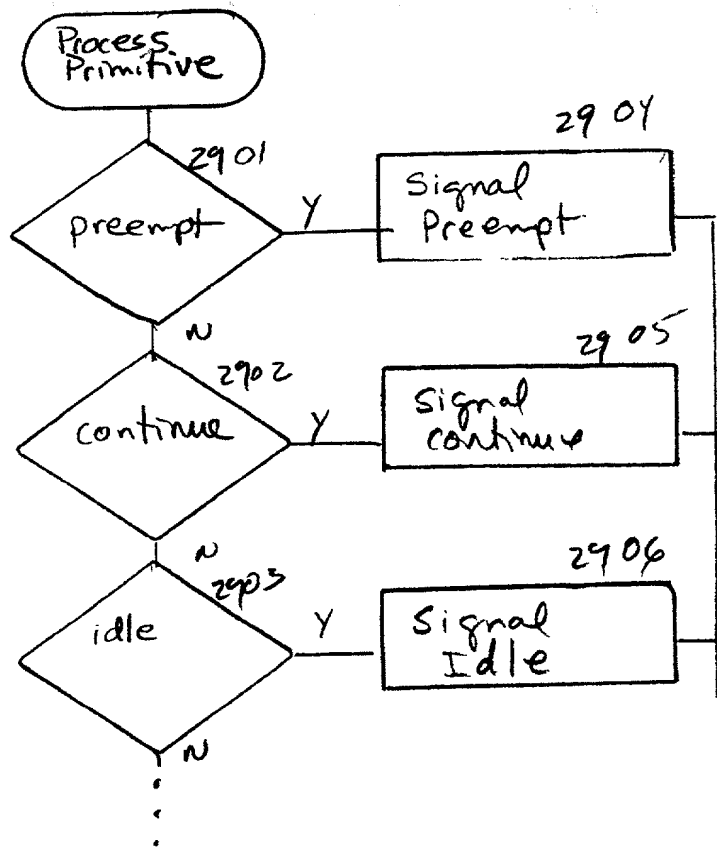 Process
Primitive
2901
preempt
Y
2904
Signal
Preempt
N
2902
continue
Y
2905
Signal
continue
N
2903
idle
Y
2906
Signal
Idle
N